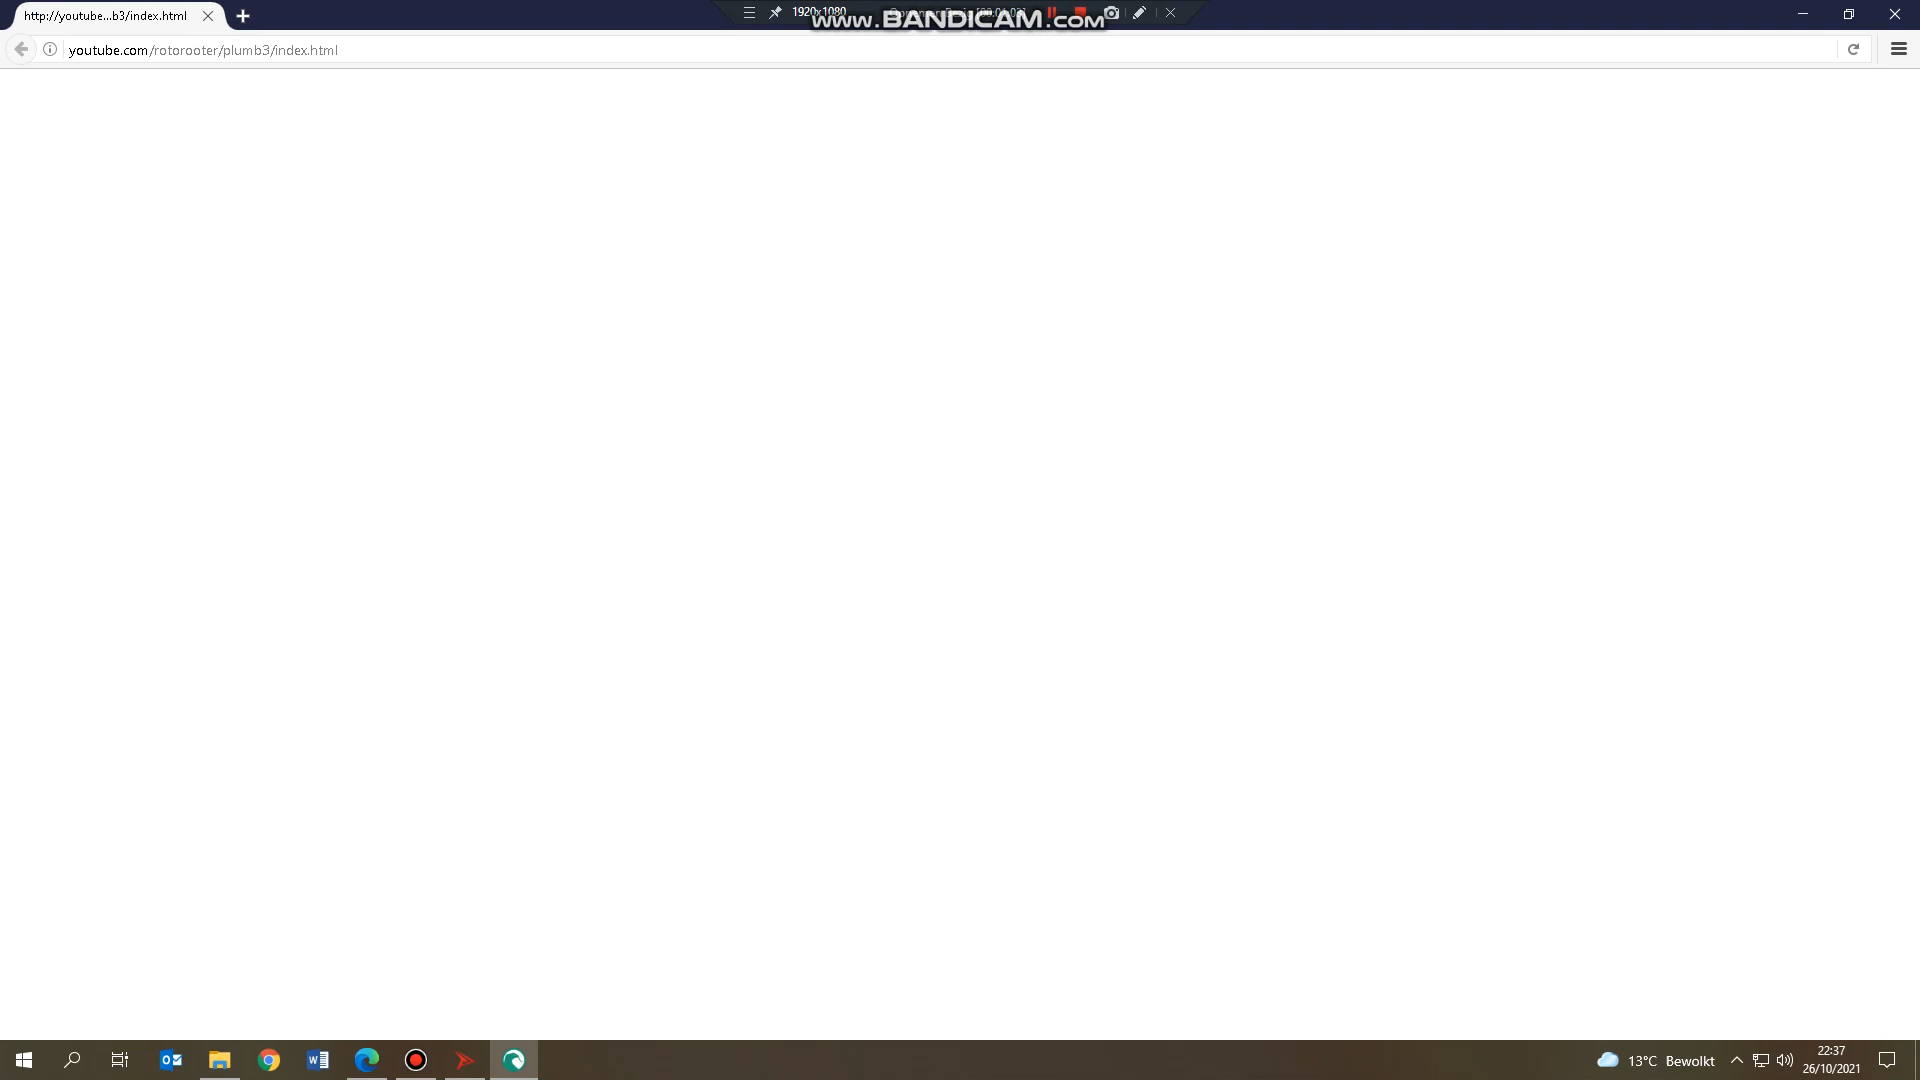 http://youtube...b3/index.html
1920x1080
www.BANDICAM.com
youtube.com/rotorooter/plumb3/index.html
13°C Bewolkt
22:37
26/10/2021